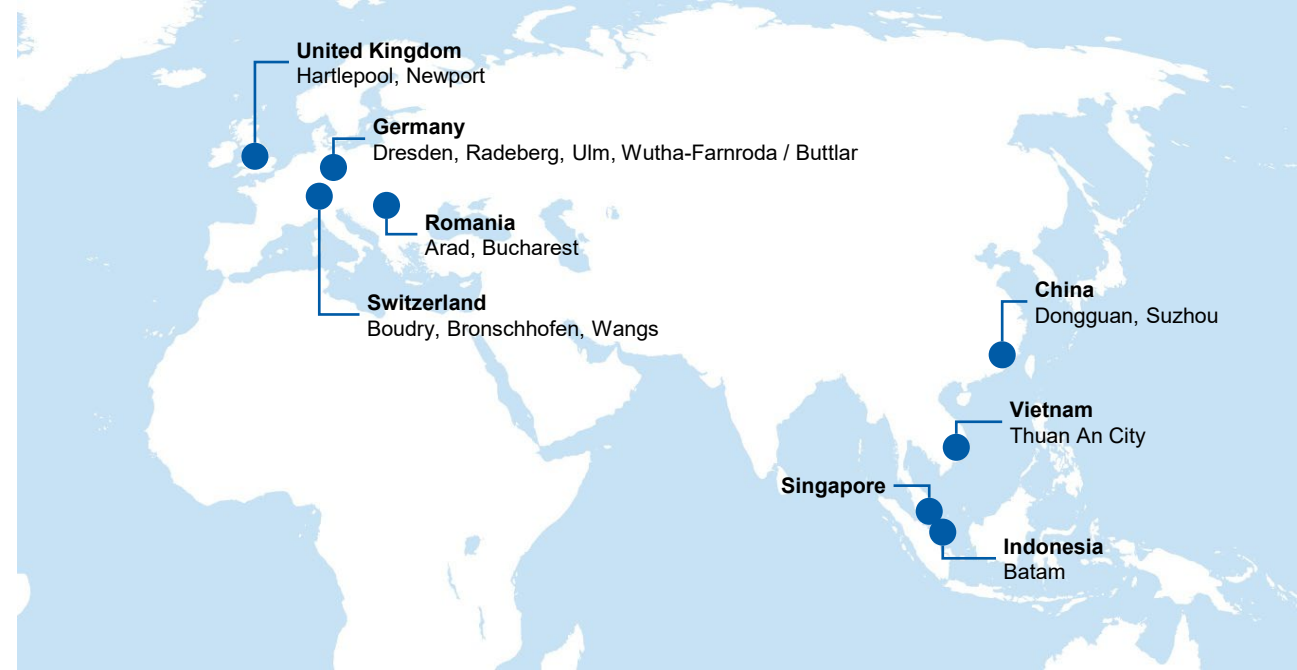 United Kingdom
Hartlepool, Newport
Germany
Dresden, Radeberg, Ulm, Wutha-Farnroda / Buttlar
Romania
Arad, Bucharest
Switzerland
Boudry, Bronschhofen, Wangs
China
Dongguan, Suzhou
Vietnam
Thuan An City
Singapore
Indonesia
Batam